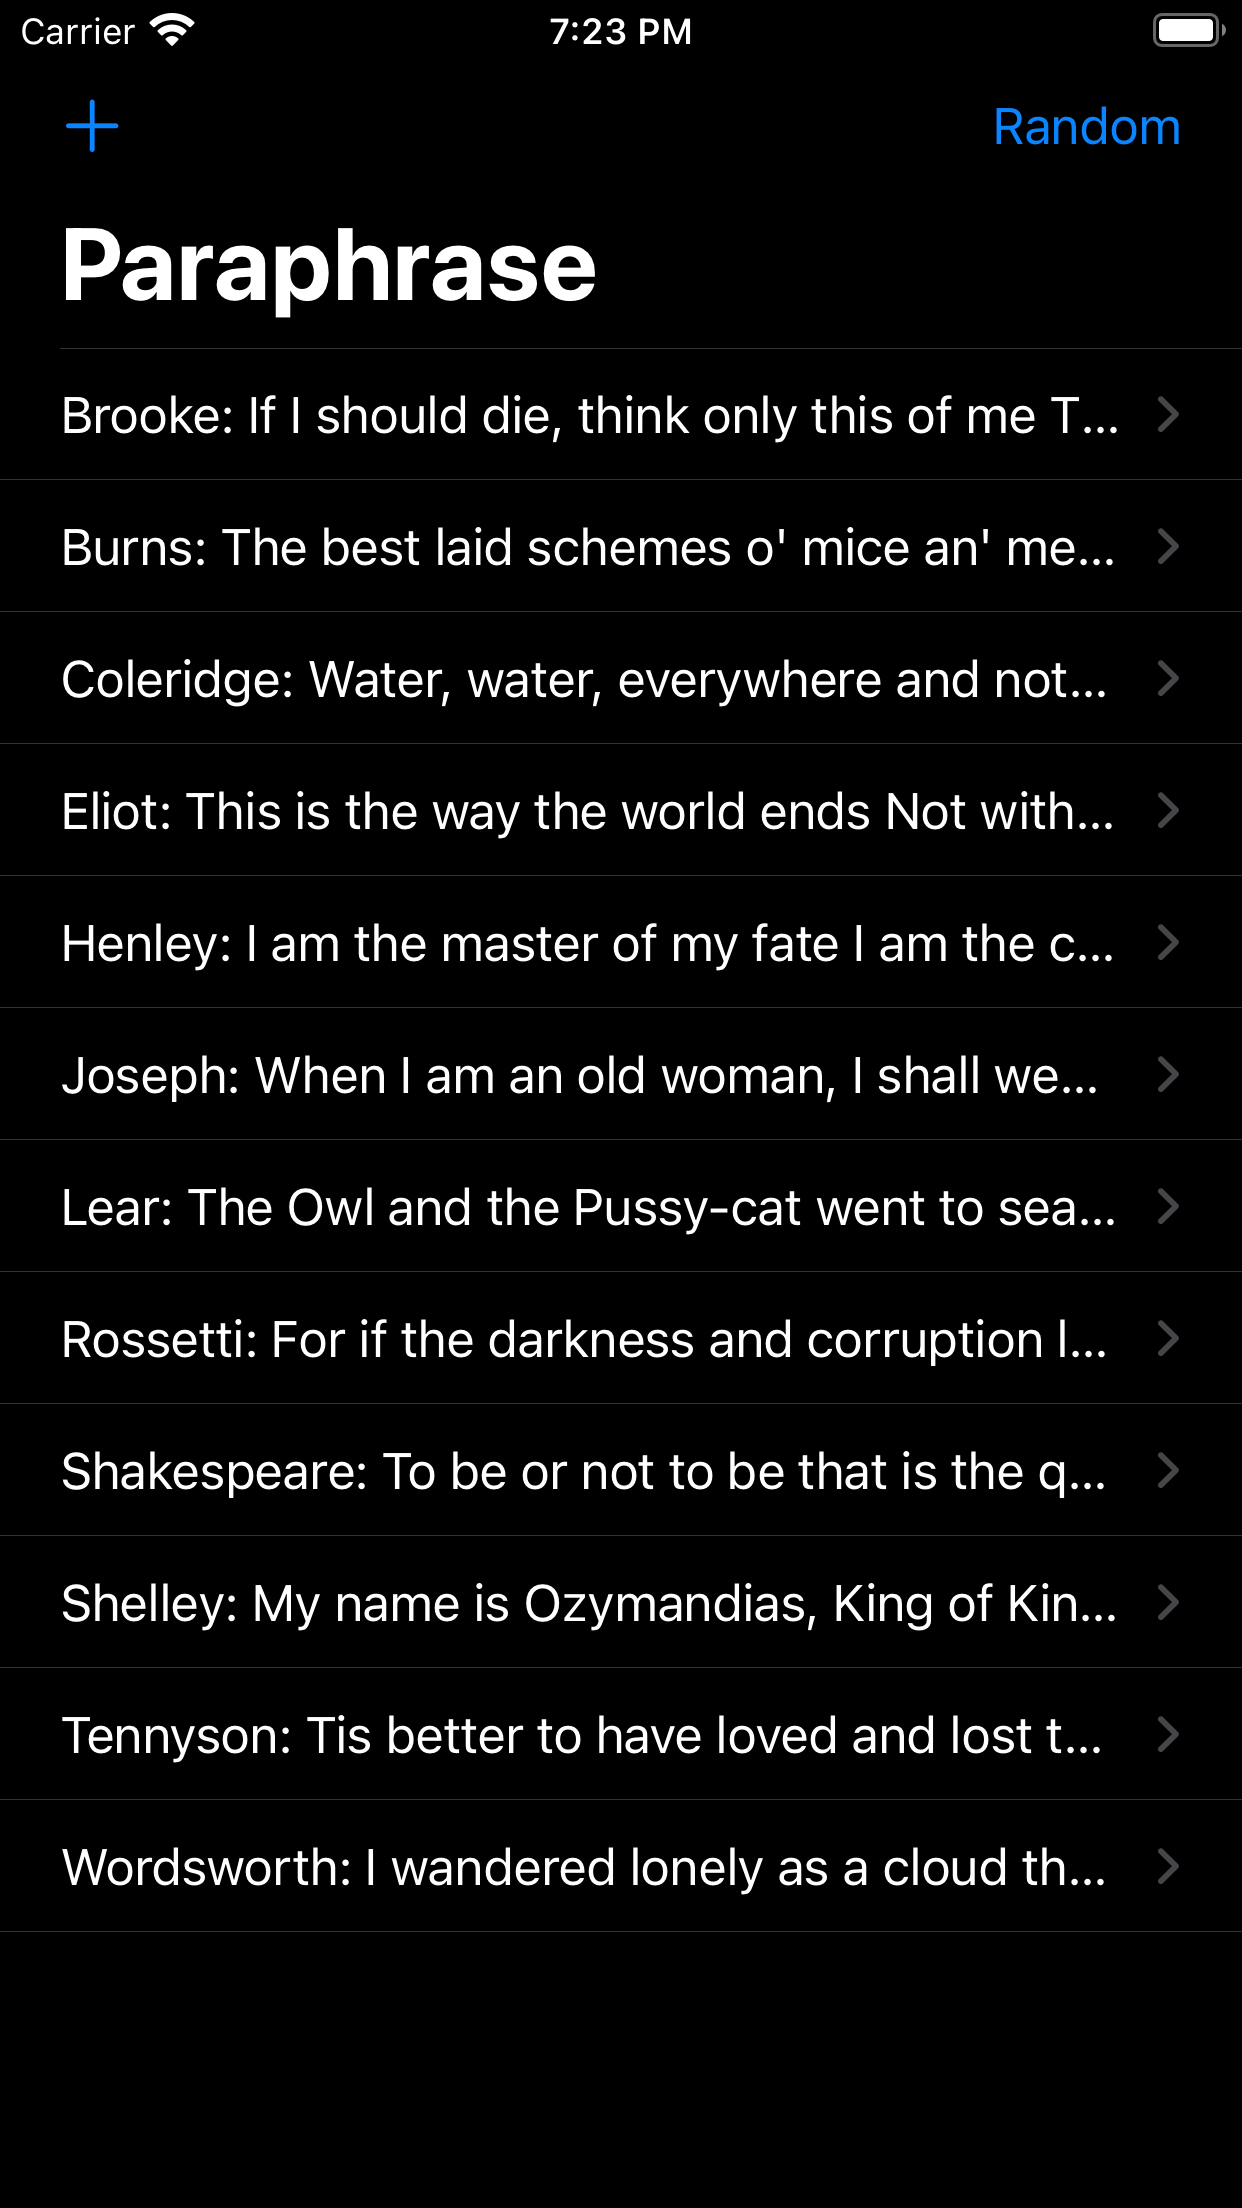 Carrier 7:23 PM
Random
Paraphrase
Brooke: If I should die, think only this of me T...
Burns: The best laid schemes o' mice an' me...
Coleridge: Water, water, everywhere and not...
Eliot: This is the way the world ends Not with...
Henley: I am the master of my fate I am the c...
Joseph: When I am an old woman, I shall we...
Lear: The Owl and the Pussy-cat went to sea...
Rossetti: For if the darkness and corruption l...
Shakespeare: To be or not to be that is the q...
Shelley: My name is Ozymandias, King of Kin...
Tennyson: Tis better to have loved and lost t...
Wordsworth: I wandered lonely as a cloud th...